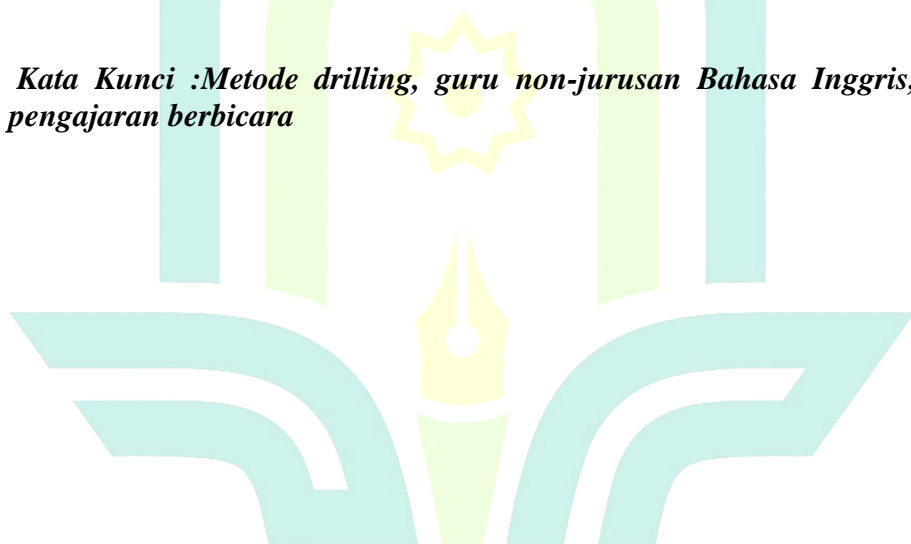 Kata Kunci :Metode drilling, guru non-jurusan Bahasa Inggris,
pengajaran berbicara